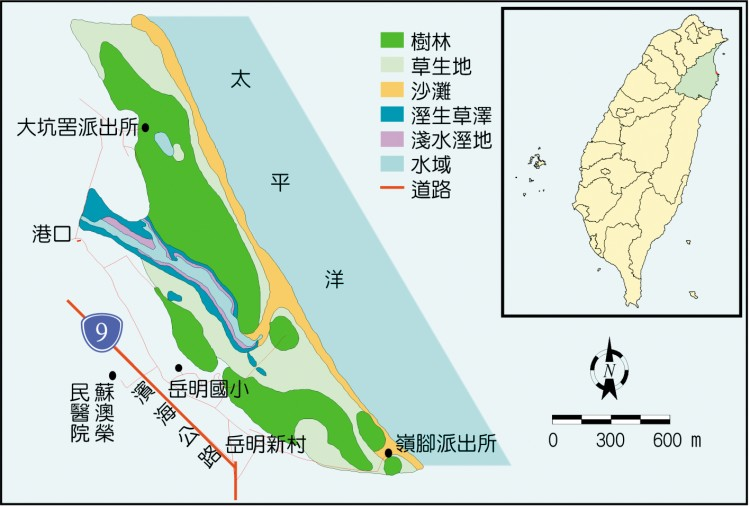 太
平
洋
樹林
草生地
沙灘
溼生草澤
淺水溼地
水域
道路
大坑罟派出所
港口
9
岳明國小
蘇澳榮
民醫院
濱海公路
岳明新村
嶺腳派出所
N
0 300 600 m